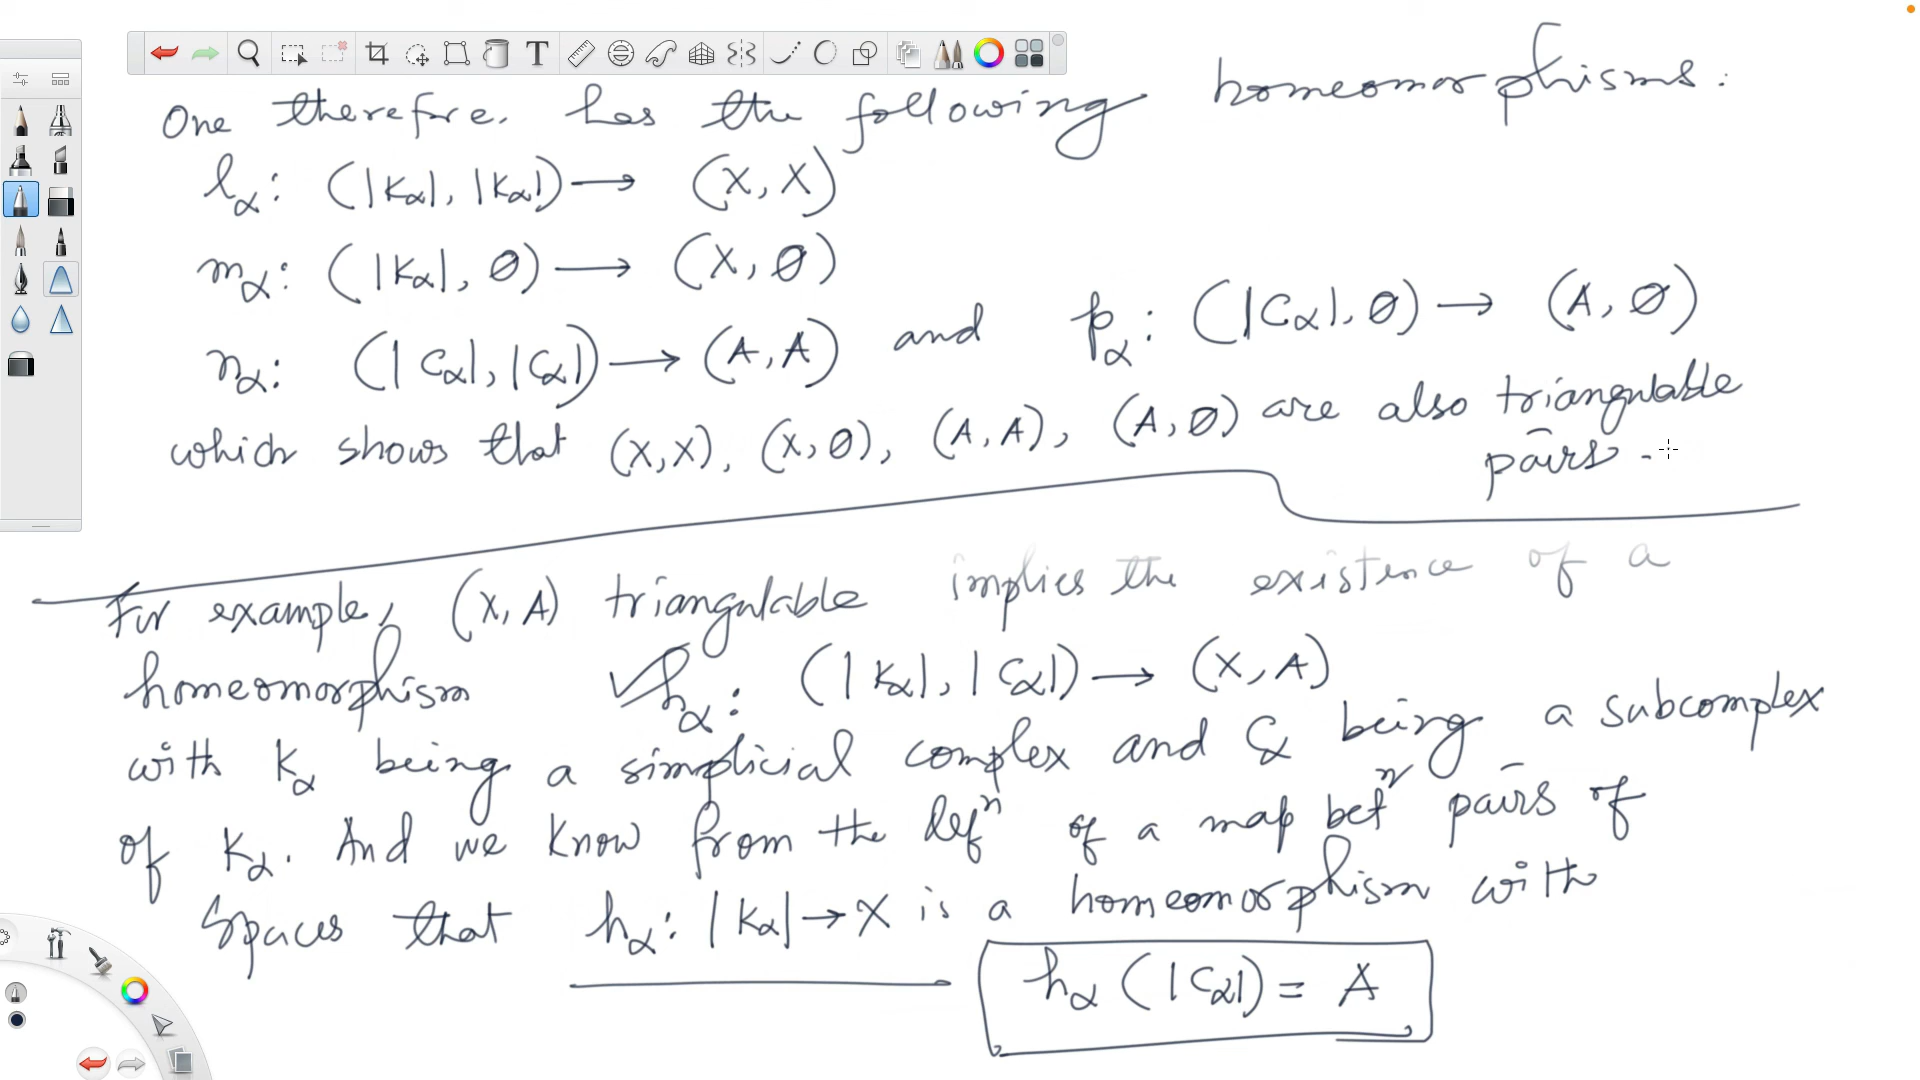 One therefore. has the following homeomorphisms:
l_α: (|K_α|, |K_α|) → (X, X)
m_α: (|K_α|, ∅) → (X, ∅)
n_α: (|C_α|, |C_α|) → (A, A) and p_α: (|C_α|, ∅) → (A, ∅)
which shows that (X,X), (X,∅), (A,A), (A,∅) are also triangulable
pairs.
For example, (X, A) triangulable implies the existence of a
homeomorphism h_α: (|K_α|, |C_α|) → (X, A)
with K_α being a simplicial complex and C_α being a subcomplex
of K_α. And we know from the defⁿ of a map betⁿ pairs of
spaces that h_α: |K_α| → X is a homeomorphism with
h_α (|C_α|) = A